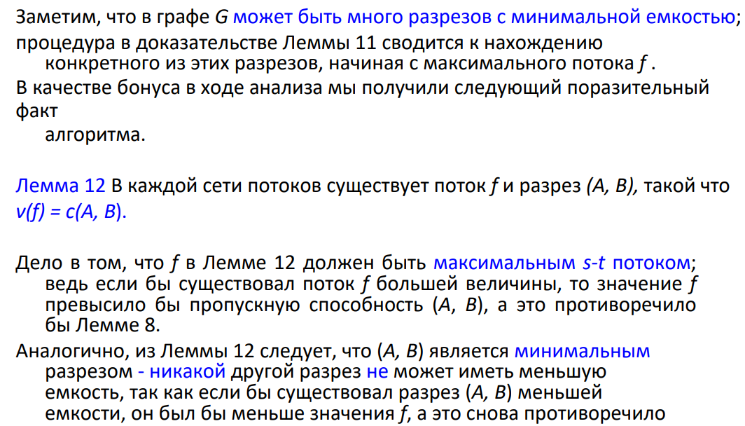 Заметим, что в графе G может быть много разрезов с минимальной емкостью;
процедура в доказательстве Леммы 11 сводится к нахождению
конкретного из этих разрезов, начиная с максимального потока f .
В качестве бонуса в ходе анализа мы получили следующий поразительный
факт
алгоритма.
Лемма 12 В каждой сети потоков существует поток f и разрез (A, B), такой что
v(f) = c(A, B).
Дело в том, что f в Лемме 12 должен быть максимальным s-t потоком;
ведь если бы существовал поток f большей величины, то значение f
превысило бы пропускную способность (A, B), а это противоречило
бы Лемме 8.
Аналогично, из Леммы 12 следует, что (A, B) является минимальным
разрезом - никакой другой разрез не может иметь меньшую
емкость, так как если бы существовал разрез (A, B) меньшей
емкости, он был бы меньше значения f, а это снова противоречило